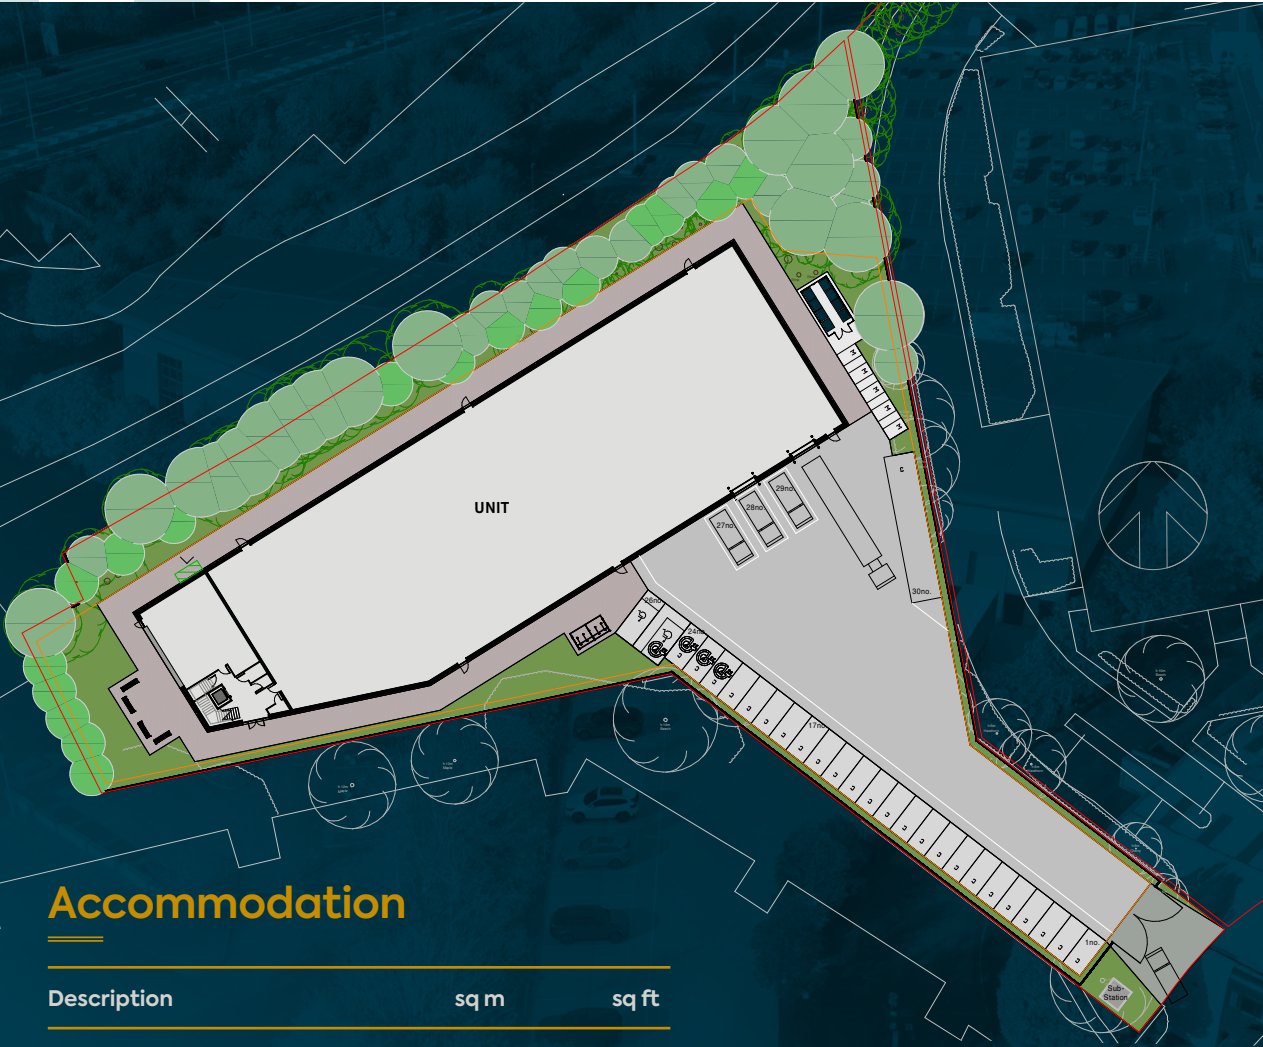 UNIT
29no.
28no.
27no.
30no.
26no.
24no.
17no.
1no.
Sub-
Station
M
M
M
M
M
M
Accommodation
Description sq m sq ft